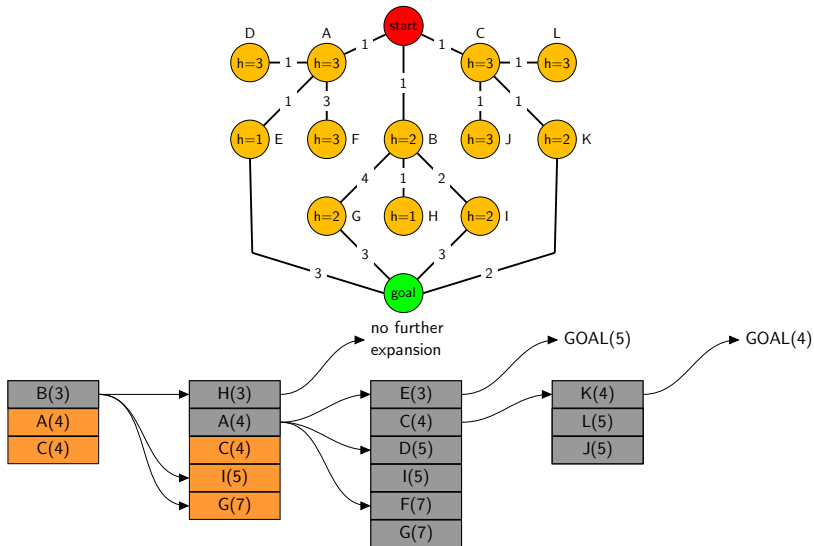 start
D
A
C
L
1
1
h=3
1
h=3
h=3
1
h=3
1
1
3
1
1
h=1
E
h=3
F
h=2
B
h=3
J
h=2
K
4
1
2
h=2
G
h=1
H
h=2
I
3
3
3
2
goal
no further
expansion
GOAL(5)
GOAL(4)
B(3)
A(4)
C(4)
H(3)
A(4)
C(4)
I(5)
G(7)
E(3)
C(4)
D(5)
I(5)
F(7)
G(7)
K(4)
L(5)
J(5)